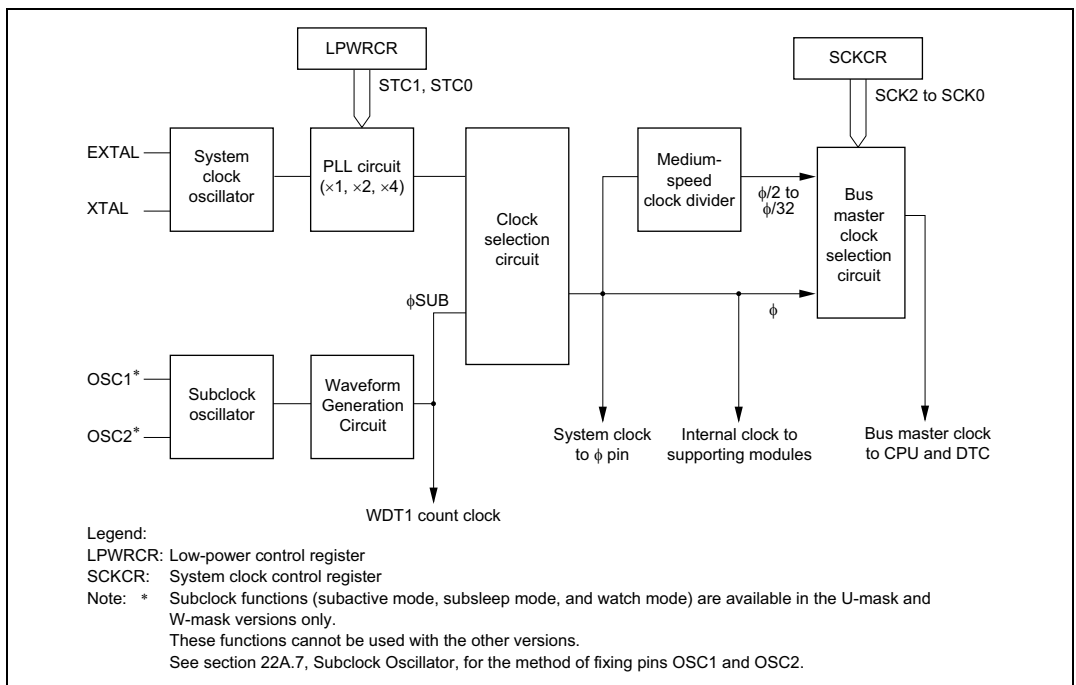 LPWRCR
STC1, STC0
SCKCR
SCK2 to SCK0
EXTAL
XTAL
System
clock
oscillator
PLL circuit
(×1, ×2, ×4)
Clock
selection
circuit
Medium-
speed
clock divider
ϕ/2 to
ϕ/32
Bus
master
clock
selection
circuit
ϕSUB
ϕ
OSC1*
OSC2*
Subclock
oscillator
Waveform
Generation
Circuit
System clock
to ϕ pin
Internal clock to
supporting modules
Bus master clock
to CPU and DTC
WDT1 count clock
Legend:
LPWRCR: Low-power control register
SCKCR: System clock control register
Note: * Subclock functions (subactive mode, subsleep mode, and watch mode) are available in the U-mask and
W-mask versions only.
These functions cannot be used with the other versions.
See section 22A.7, Subclock Oscillator, for the method of fixing pins OSC1 and OSC2.